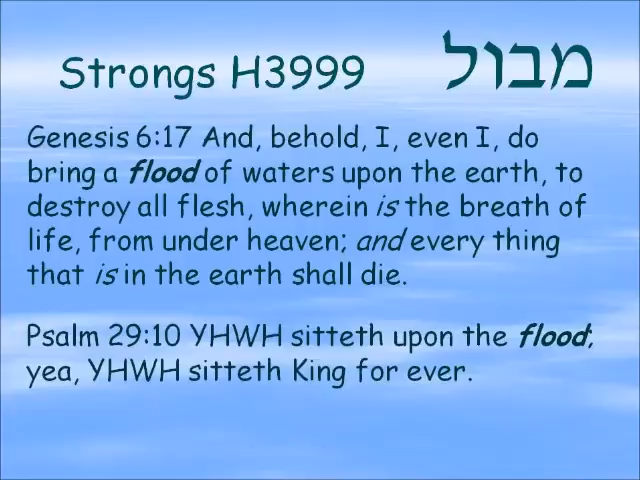 Strongs H3999 מבול
Genesis 6:17 And, behold, I, even I, do
bring a flood of waters upon the earth, to
destroy all flesh, wherein is the breath of
life, from under heaven; and every thing
that is in the earth shall die.
Psalm 29:10 YHWH sitteth upon the flood;
yea, YHWH sitteth King for ever.